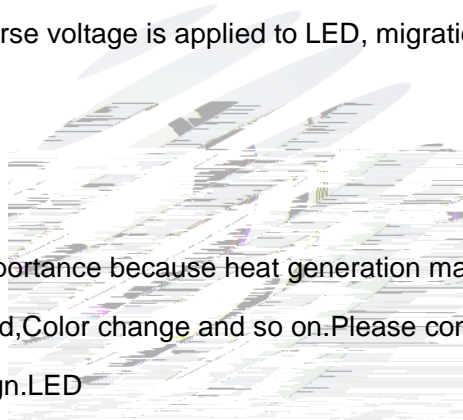 rse voltage is applied to LED, migratio
portance because heat generation ma
d,Color change and so on.Please con
gn.LED